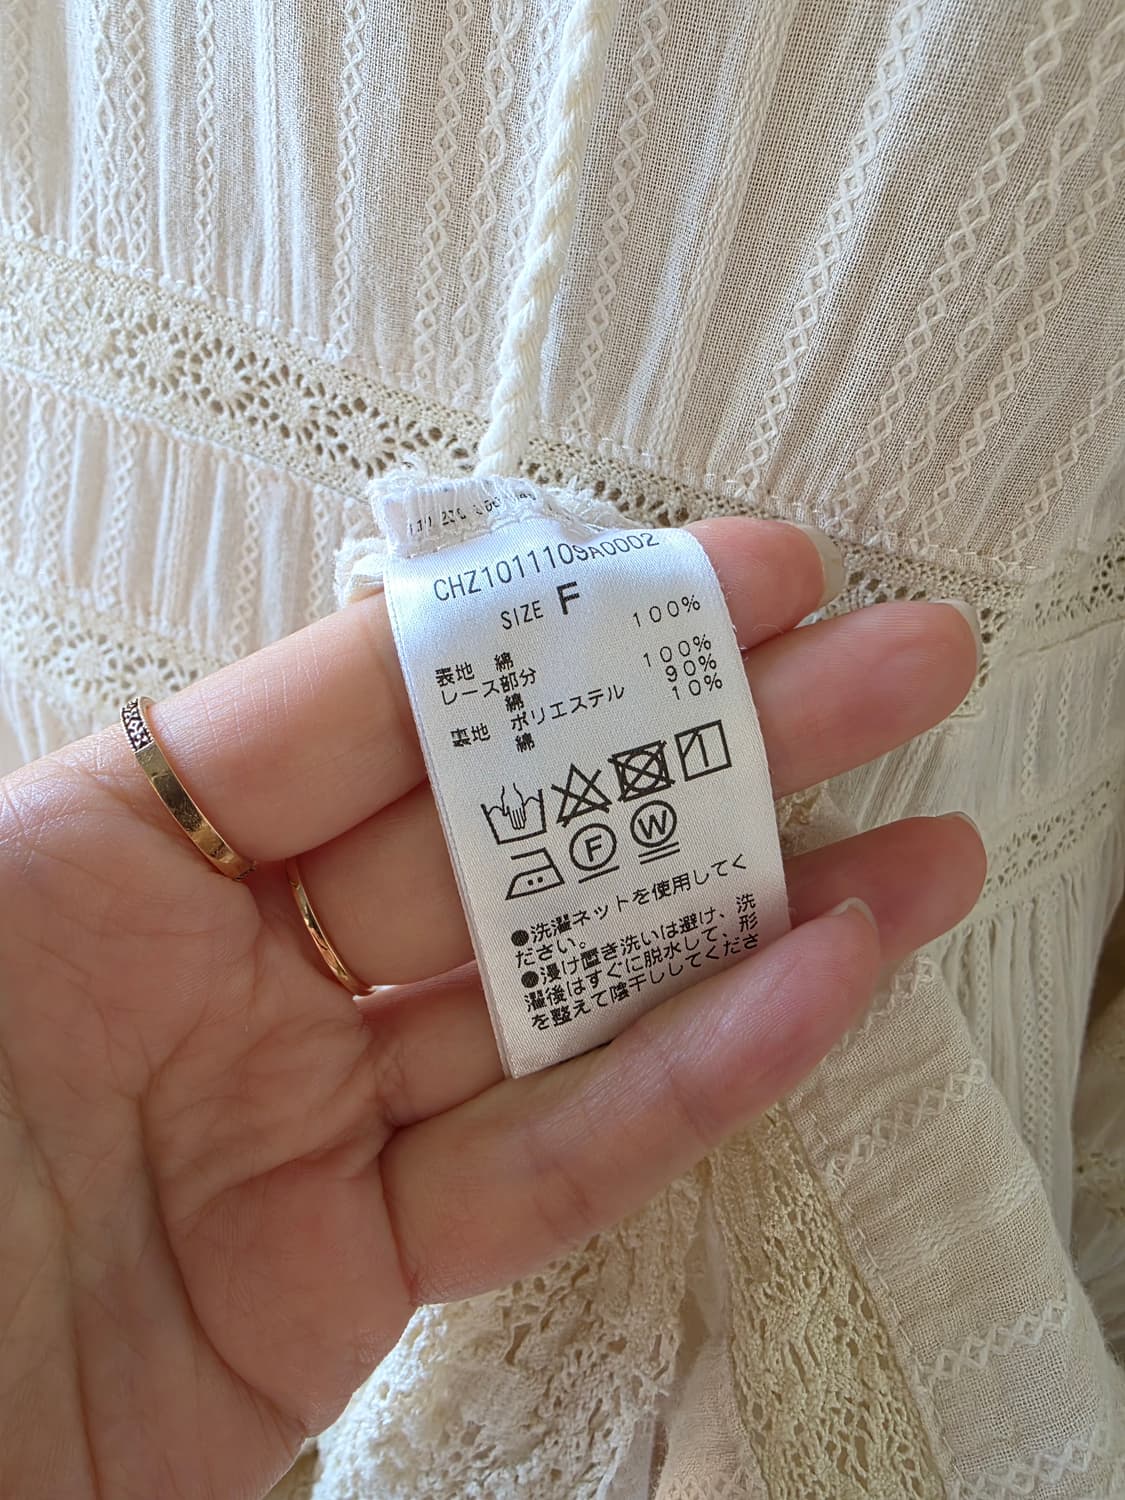 CHZ1011109A0002
SIZE F
表地 綿 100%
レース部分
綿 100%
裏地 ポリエステル 90%
綿 10%
F W
●洗濯ネットを使用してく
ださい。
●浸け置き洗いは避け、洗
濯後はすぐに脱水して、形
を整えて陰干ししてくださ